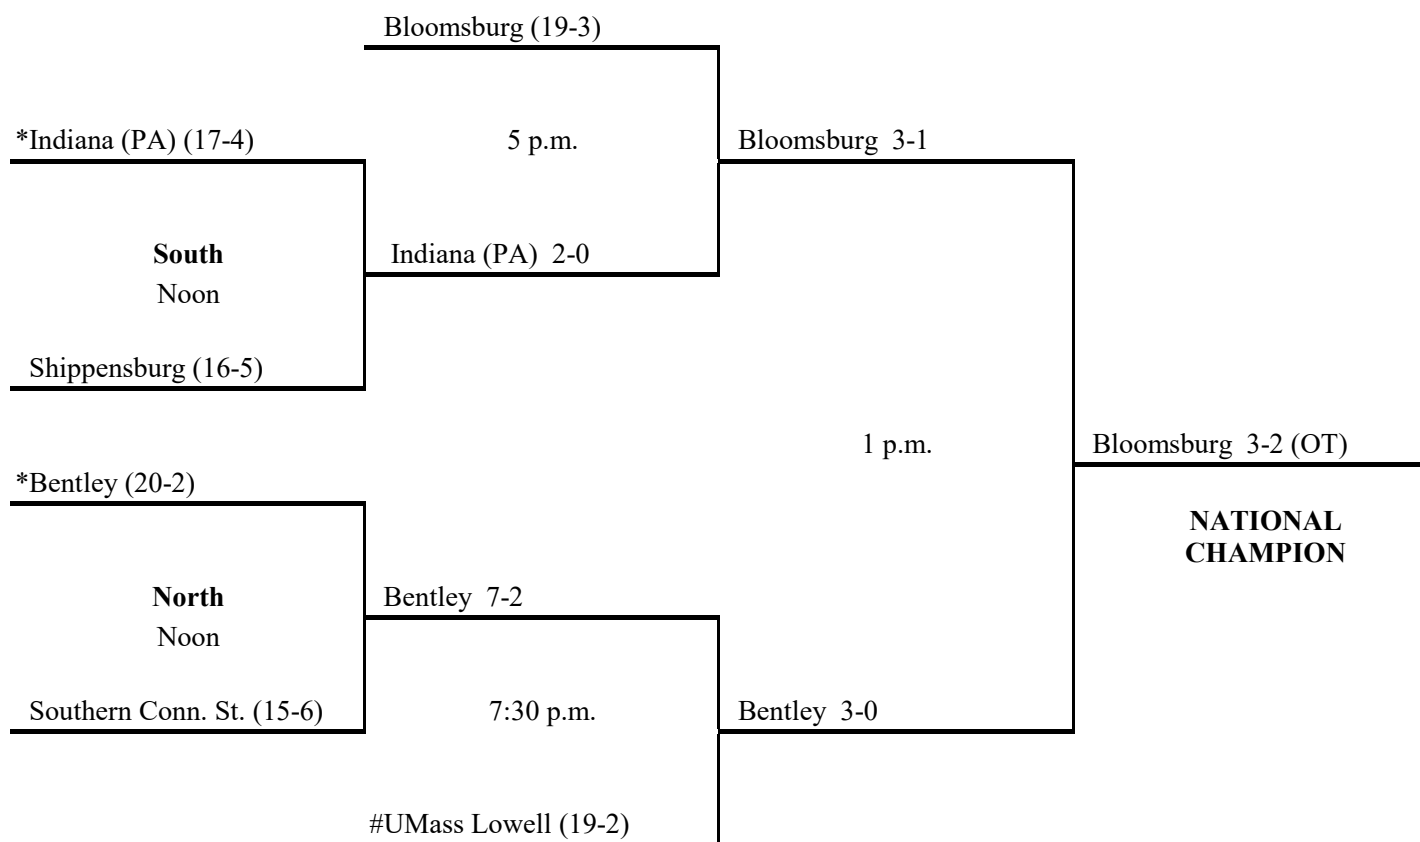 Bloomsburg (19-3)
*Indiana (PA) (17-4)
5 p.m.
Bloomsburg 3-1
South
Indiana (PA) 2-0
Noon
Shippensburg (16-5)
1 p.m.
Bloomsburg 3-2 (OT)
*Bentley (20-2)
NATIONAL
CHAMPION
North
Bentley 7-2
Noon
Southern Conn. St. (15-6)
7:30 p.m.
Bentley 3-0
#UMass Lowell (19-2)